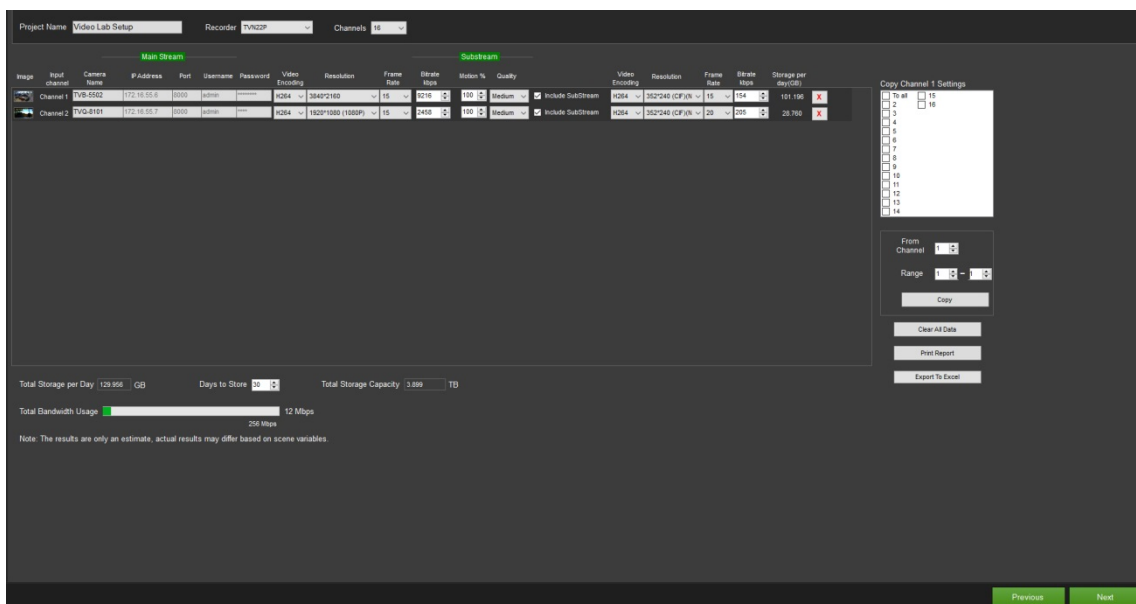 Project Name Video Lab Setup Recorder TVN22P Channels 16
Main Stream Substream
Image Input channel Camera Name IP Address Port Username Password Video Encoding Resolution Frame Rate Bitrate kbps Motion % Quality Video Encoding Resolution Frame Rate Bitrate kbps Storage per day(GB)
Channel 1 TVB-5502 172.16.55.6 8000 admin ******** H264 3840*2160 15 9216 100 Medium Include SubStream H264 352*240 (CIF)(N 15 154 101.196 X
Channel 2 TVQ-8101 172.16.55.7 8000 admin **** H264 1920*1080 (1080P) 15 2458 100 Medium Include SubStream H264 352*240 (CIF)(N 20 205 28.760 X
Copy Channel 1 Settings
To all 15
2 16
3
4
5
6
7
8
9
10
11
12
13
14
From Channel 1
Range 1 - 1
Copy
Clear All Data
Print Report
Export To Excel
Total Storage per Day 129.956 GB Days to Store 30 Total Storage Capacity 3.899 TB
Total Bandwidth Usage 12 Mbps
256 Mbps
Note: The results are only an estimate, actual results may differ based on scene variables.
Previous Next